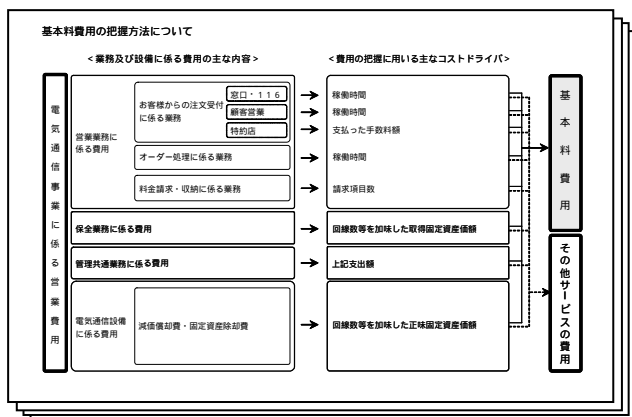 基本料費用の把握方法について
＜業務及び設備に係る費用の主な内容＞
＜費用の把握に用いる主なコストドライバ＞
電気通信事業に係る営業費用
営業業務に
係る費用
お客様からの注文受付
に係る業務
窓口・１１６
顧客営業
特約店
オーダー処理に係る業務
料金請求・収納に係る業務
稼働時間
稼働時間
支払った手数料額
稼働時間
請求項目数
保全業務に係る費用
回線数等を加味した取得固定資産価額
管理共通業務に係る費用
上記支出額
電気通信設備
に係る費用
減価償却費・固定資産除却費
回線数等を加味した正味固定資産価額
基本料費用
その他サービスの費用